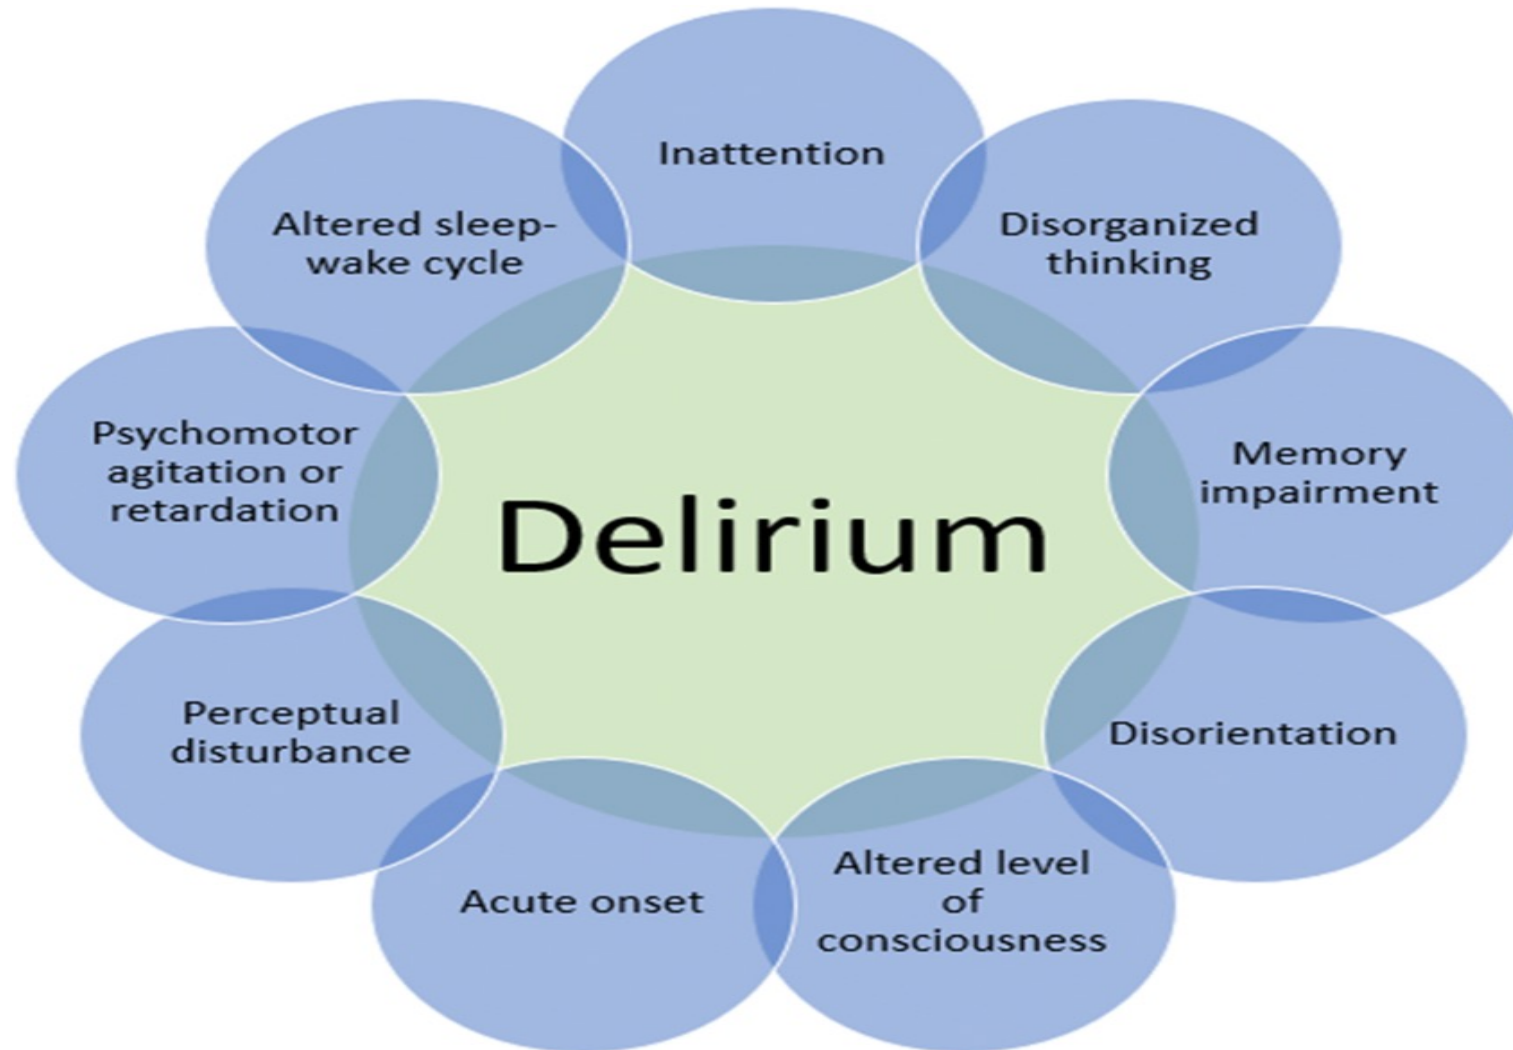 Inattention
Disorganized
thinking
Memory
impairment
Disorientation
Altered level
of
consciousness
Acute onset
Perceptual
disturbance
Psychomotor
agitation or
retardation
Altered sleep-
wake cycle
Delirium